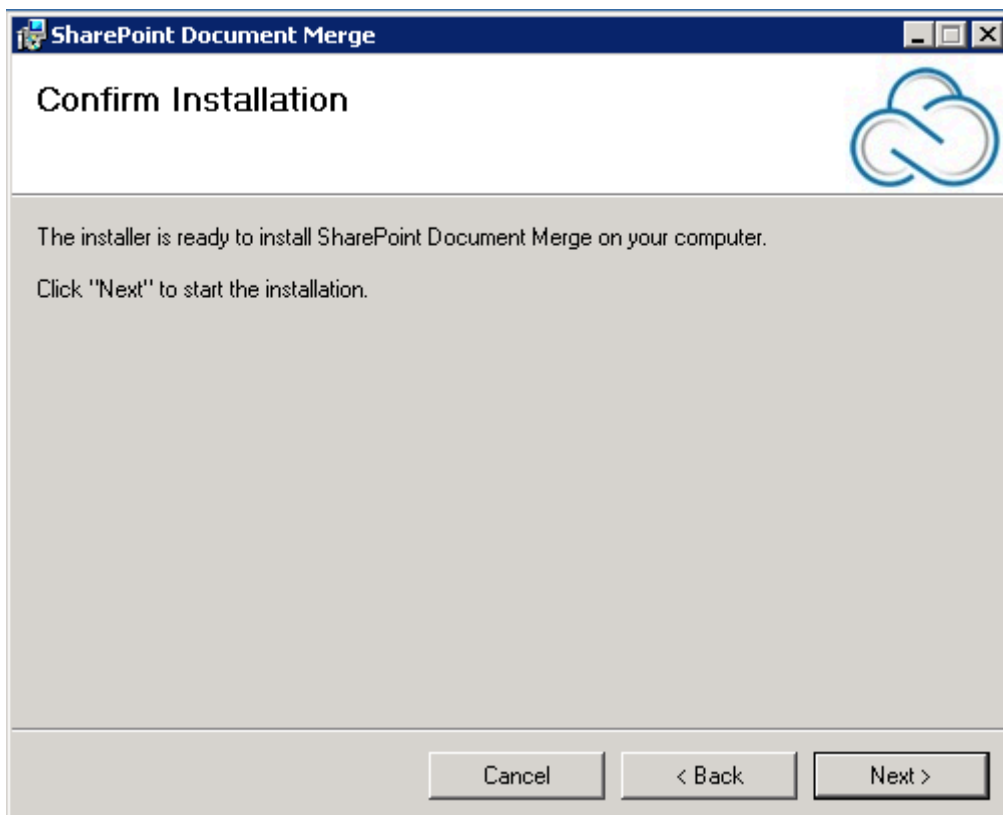 SharePoint Document Merge
Confirm Installation
The installer is ready to install SharePoint Document Merge on your computer.
Click "Next" to start the installation.
Cancel
< Back
Next >